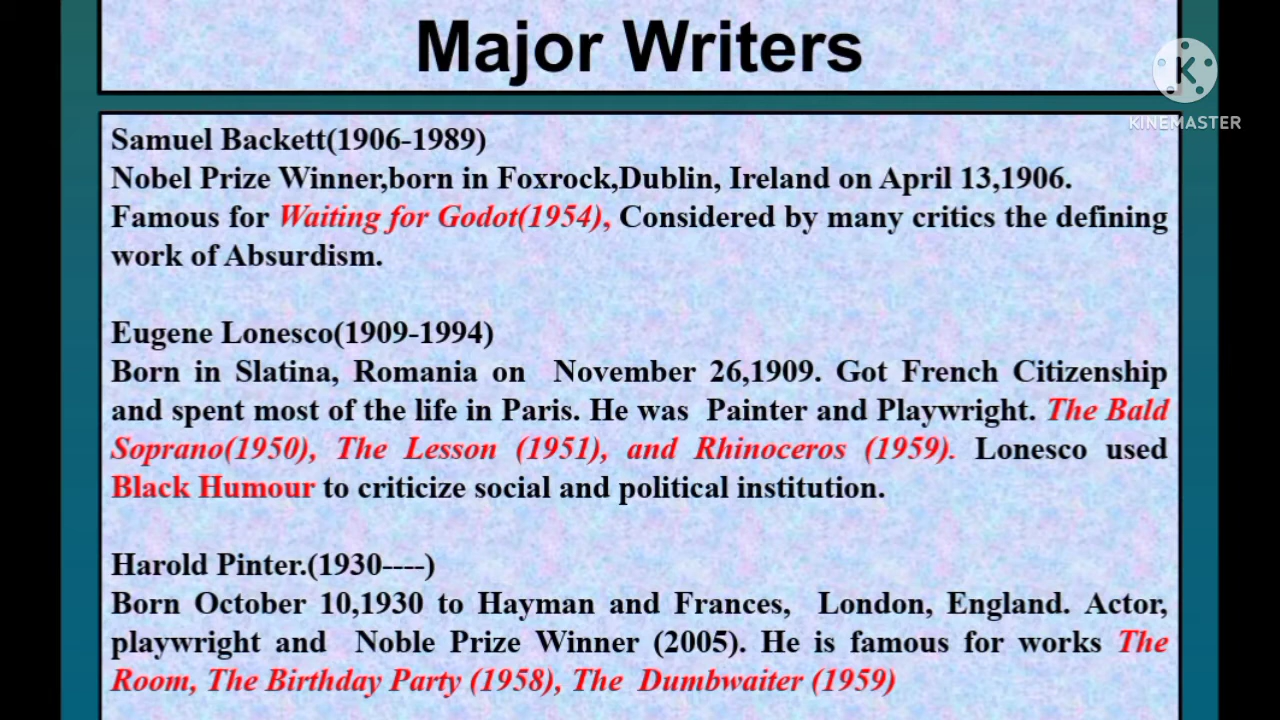 Major Writers
KINEMASTER
Samuel Backett(1906-1989)
Nobel Prize Winner,born in Foxrock,Dublin, Ireland on April 13,1906.
Famous for Waiting for Godot(1954), Considered by many critics the defining
work of Absurdism.
Eugene Lonesco(1909-1994)
Born in Slatina, Romania on November 26,1909. Got French Citizenship
and spent most of the life in Paris. He was Painter and Playwright. The Bald
Soprano(1950), The Lesson (1951), and Rhinoceros (1959). Lonesco used
Black Humour to criticize social and political institution.
Harold Pinter.(1930----)
Born October 10,1930 to Hayman and Frances, London, England. Actor,
playwright and Noble Prize Winner (2005). He is famous for works The
Room, The Birthday Party (1958), The Dumbwaiter (1959)